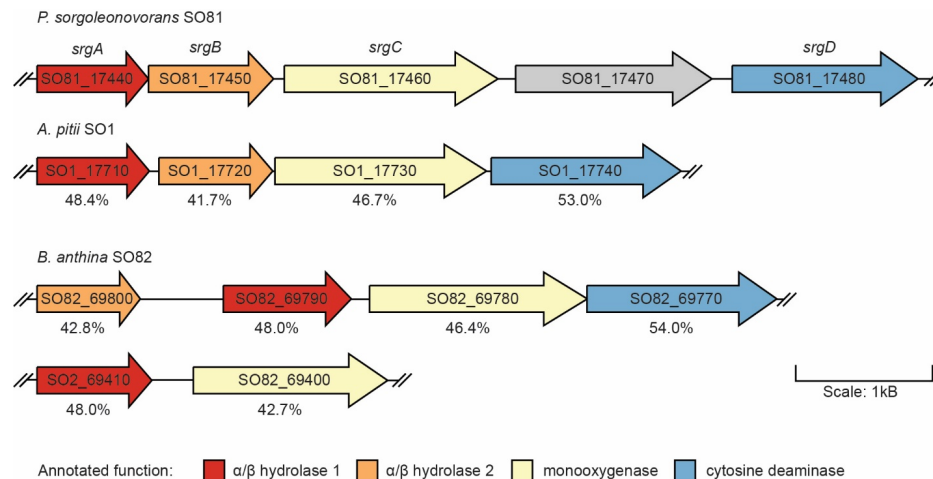 P. sorgoleonovorans SO81
srgA srgB srgC srgD
SO81_17440 SO81_17450 SO81_17460 SO81_17470 SO81_17480
A. pitii SO1
SO1_17710 SO1_17720 SO1_17730 SO1_17740
48.4% 41.7% 46.7% 53.0%
B. anthina SO82
SO82_69800 SO82_69790 SO82_69780 SO82_69770
42.8% 48.0% 46.4% 54.0%
SO2_69410 SO82_69400
48.0% 42.7%
Scale: 1kB
Annotated function: α/β hydrolase 1 α/β hydrolase 2 monooxygenase cytosine deaminase